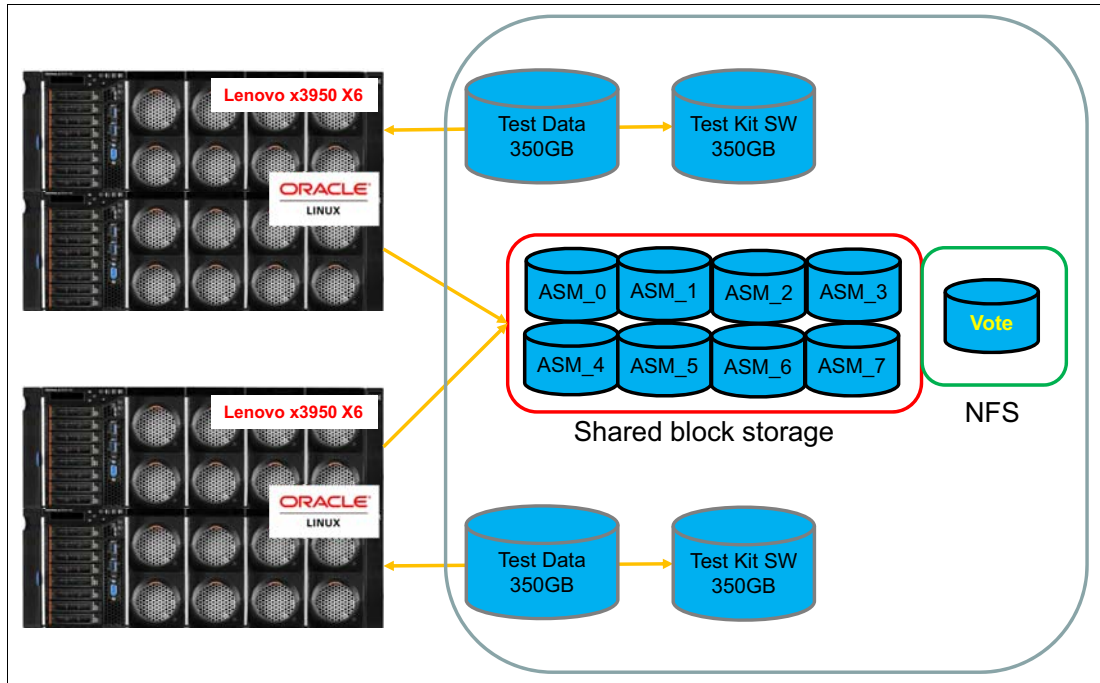 Lenovo x3950 X6
ORACLE®
LINUX
Test Data
350GB
Test Kit SW
350GB
ASM_0
ASM_1
ASM_2
ASM_3
ASM_4
ASM_5
ASM_6
ASM_7
Vote
Shared block storage
NFS
Lenovo x3950 X6
ORACLE®
LINUX
Test Data
350GB
Test Kit SW
350GB